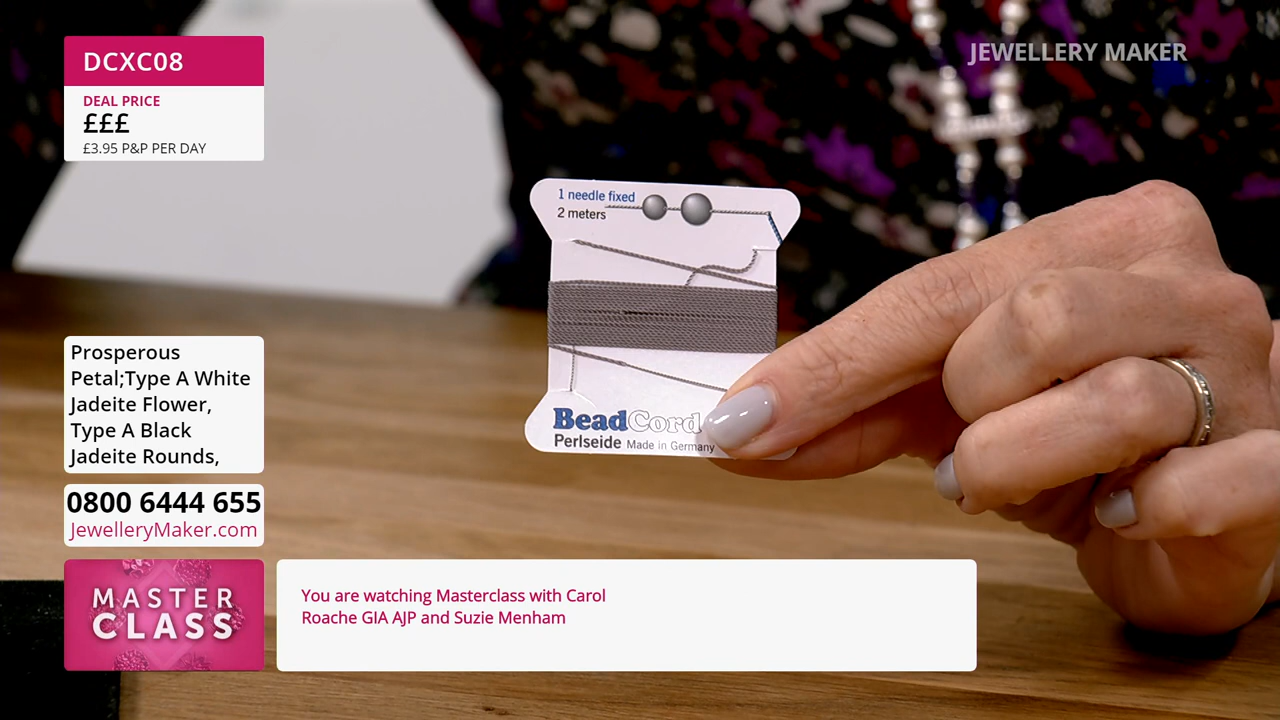 DCXC08
DEAL PRICE
£££
£3.95 P&P PER DAY
JEWELLERY MAKER
1 needle fixed
2 meters
BeadCord
Perlseide Made in Germany
Prosperous
Petal;Type A White
Jadeite Flower,
Type A Black
Jadeite Rounds,
0800 6444 655
JewelleryMaker.com
MASTER
CLASS
You are watching Masterclass with Carol
Roache GIA AJP and Suzie Menham